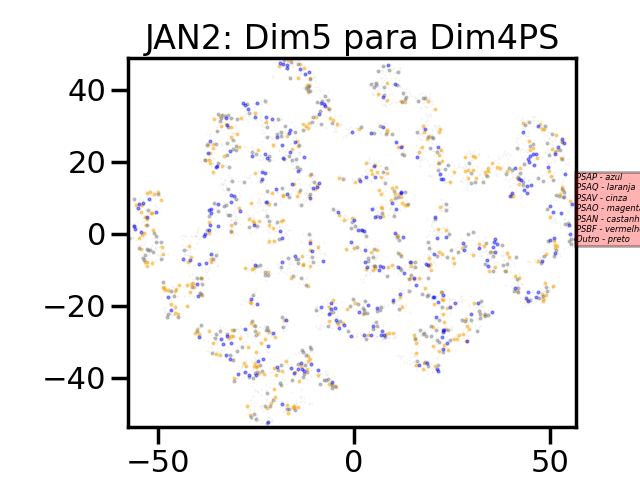 JAN2: Dim5 para Dim4PS
40
20
0
−20
−40
−50
0
50
PSAP - azul
PSAQ - laranja
PSAV - cinza
PSAO - magenta
PSAN - castanh
PSBF - vermelho
Outro - preto